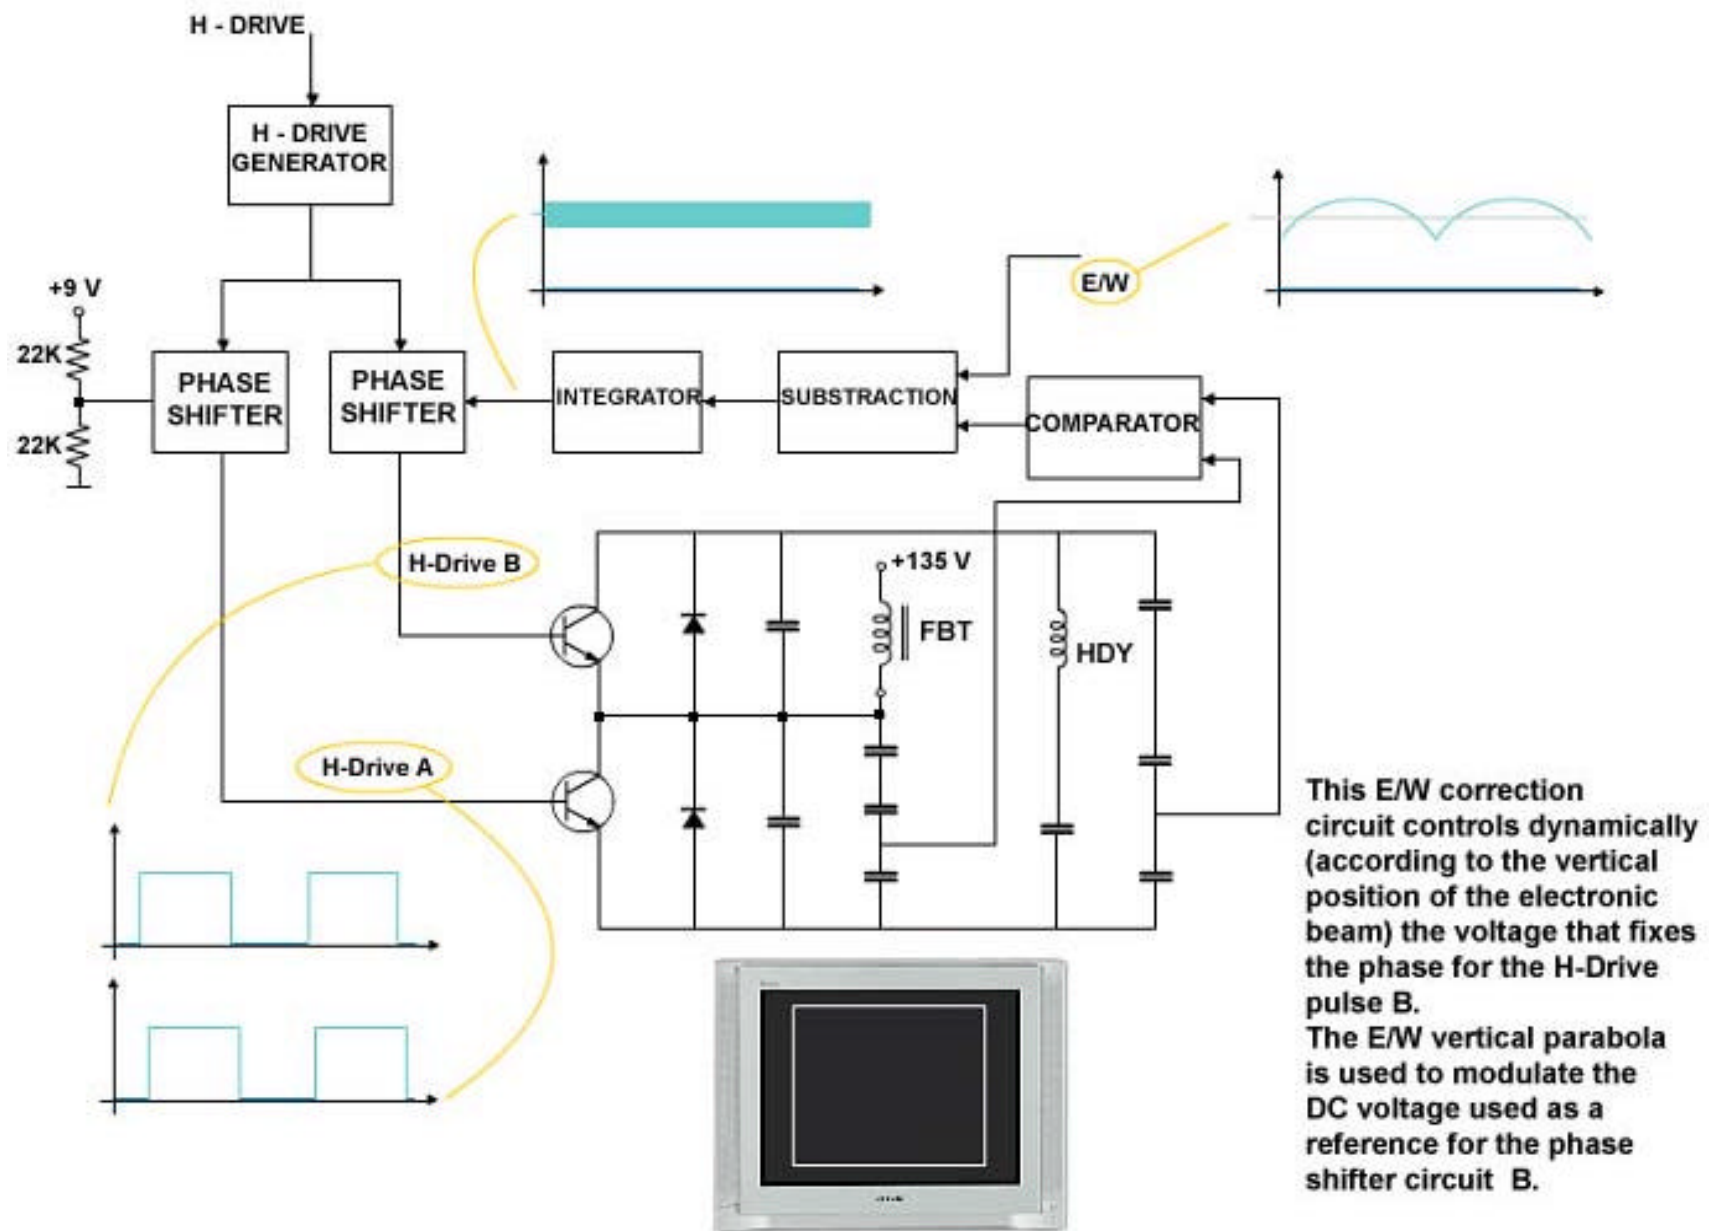 H - DRIVE
H - DRIVE
GENERATOR
+9 V
22K
22K
PHASE
SHIFTER
PHASE
SHIFTER
INTEGRATOR
SUBSTRACTION
COMPARATOR
E/W
H-Drive B
H-Drive A
+135 V
FBT
HDY
This E/W correction
circuit controls dynamically
(according to the vertical
position of the electronic
beam) the voltage that fixes
the phase for the H-Drive
pulse B.
The E/W vertical parabola
is used to modulate the
DC voltage used as a
reference for the phase
shifter circuit B.